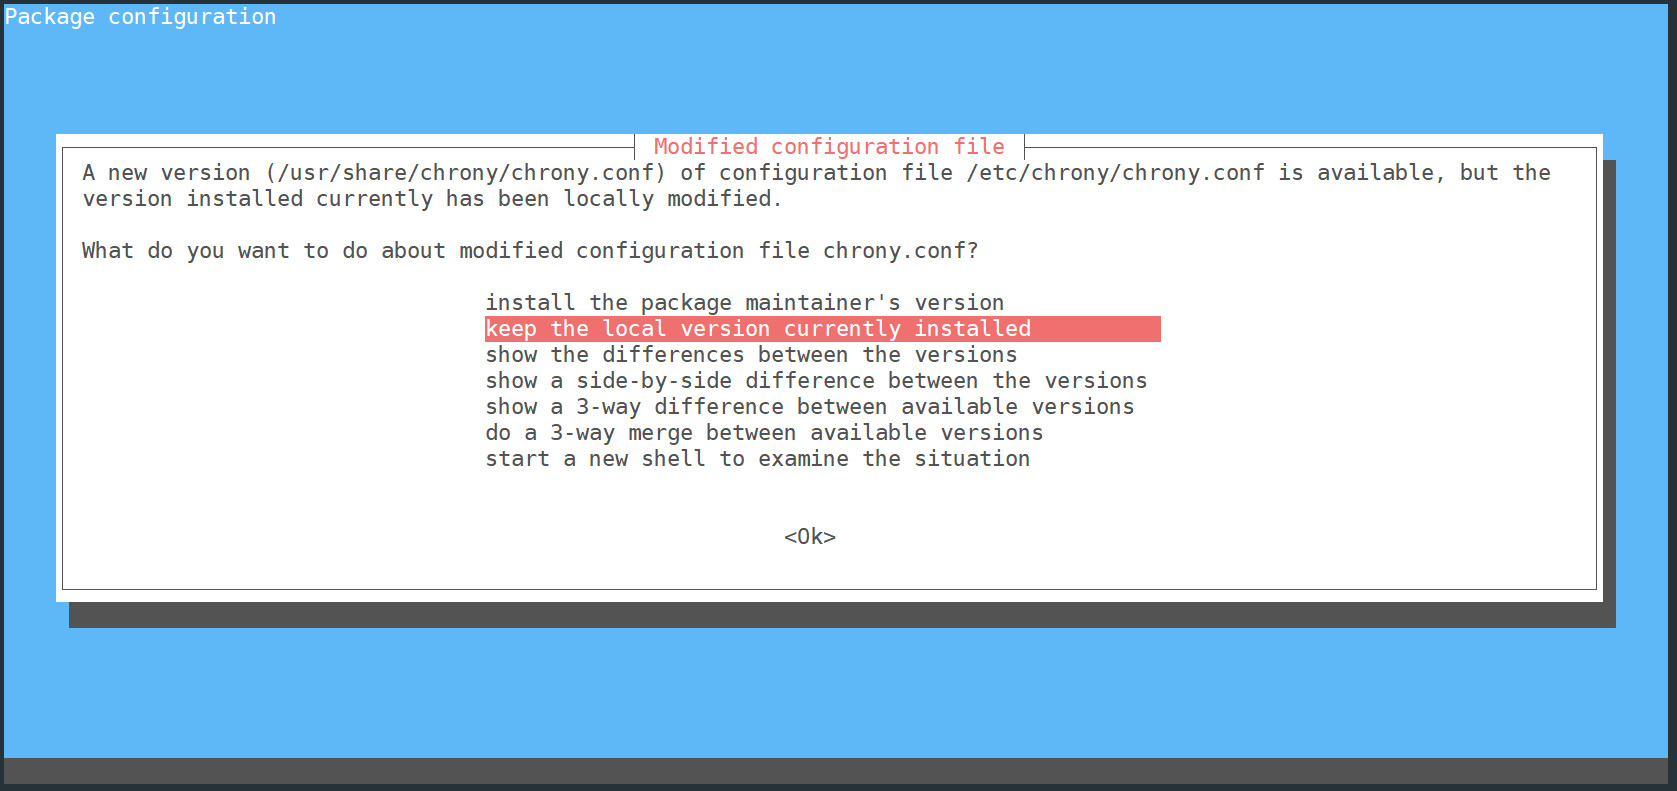 Package configuration
Modified configuration file
A new version (/usr/share/chrony/chrony.conf) of configuration file /etc/chrony/chrony.conf is available, but the
version installed currently has been locally modified.
What do you want to do about modified configuration file chrony.conf?
install the package maintainer's version
keep the local version currently installed
show the differences between the versions
show a side-by-side difference between the versions
show a 3-way difference between available versions
do a 3-way merge between available versions
start a new shell to examine the situation
<Ok>